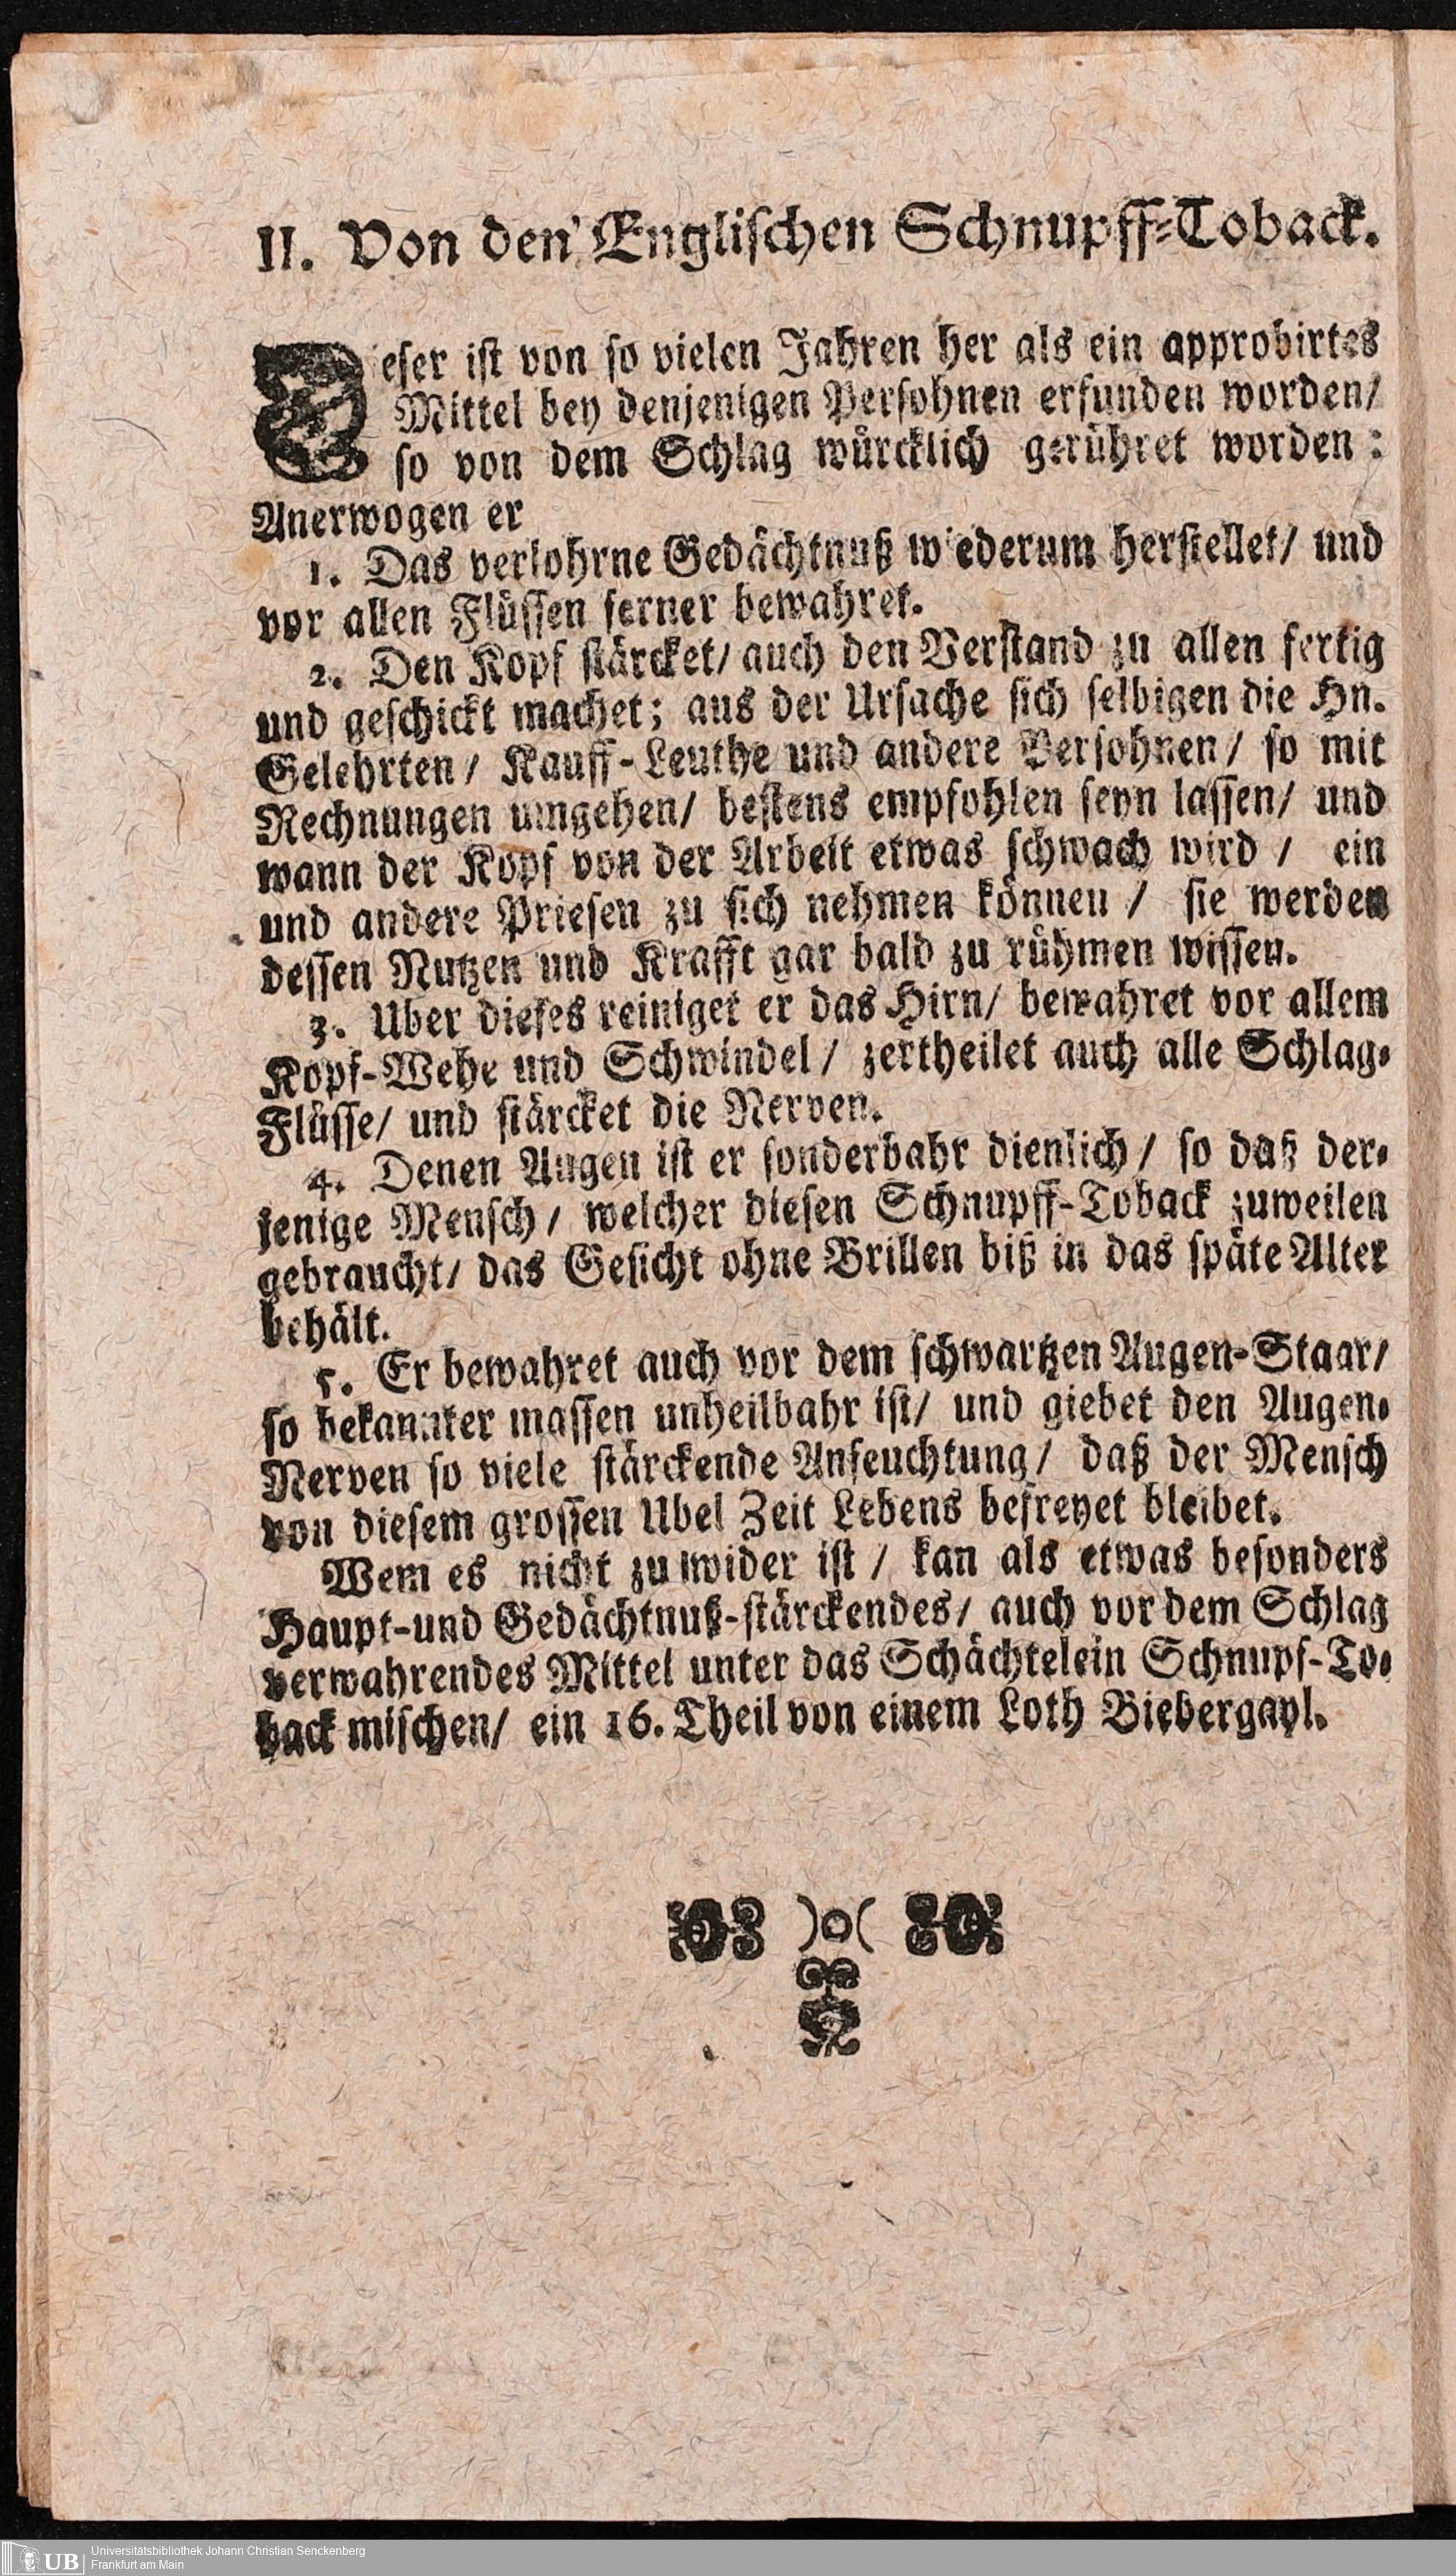 II. Von den Englischen Schnupff-Toback.
Dieser ist von so vielen Jahren her als ein approbirtes
Mittel bey denjenigen Persohnen erfunden worden/
so von dem Schlag würcklich gerühret worden:
Anerwogen er
1. Das verlohrne Gedächtnuß wiederum herstellet/ und
vor allen Flüssen ferner bewahret.
2. Den Kopf stärcket/ auch den Verstand zu allen fertig
und geschickt machet; aus der Ursache sich selbigen die Hn.
Gelehrten/ Kauff-Leuthe und andere Persohnen/ so mit
Rechnungen umgehen/ bestens empfohlen seyn lassen/ und
wann der Kopf von der Arbeit etwas schwach wird / ein
und andere Priesen zu sich nehmen können / sie werden
dessen Nutzen und Krafft gar bald zu rühmen wissen.
3. Uber dieses reiniget er das Hirn/ bewahret vor allem
Kopf-Wehe und Schwindel/ zertheilet auch alle Schlag-
Flüsse/ und stärcket die Nerven.
4. Denen Augen ist er sonderbahr dienlich/ so daß der-
jenige Mensch/ welcher diesen Schnupff-Toback zuweilen
gebraucht/ das Gesicht ohne Brillen biß in das späte Alter
behält.
5. Er bewahret auch vor dem schwartzen Augen-Staar/
so bekannter massen unheilbahr ist/ und giebet den Augen-
Nerven so viele stärckende Anfeuchtung/ daß der Mensch
von diesem grossen Ubel Zeit Lebens befreyet bleibet.
Wem es nicht zuwider ist / kan als etwas besonders
Haupt-und Gedächtnuß-stärckendes/ auch vor dem Schlag
verwahrendes Mittel unter das Schächtelein Schnupf-To-
back mischen/ ein 16. Theil von einem Loth Biebergayl.
)o(
UB Universitätsbibliothek Johann Christian Senckenberg
Frankfurt am Main